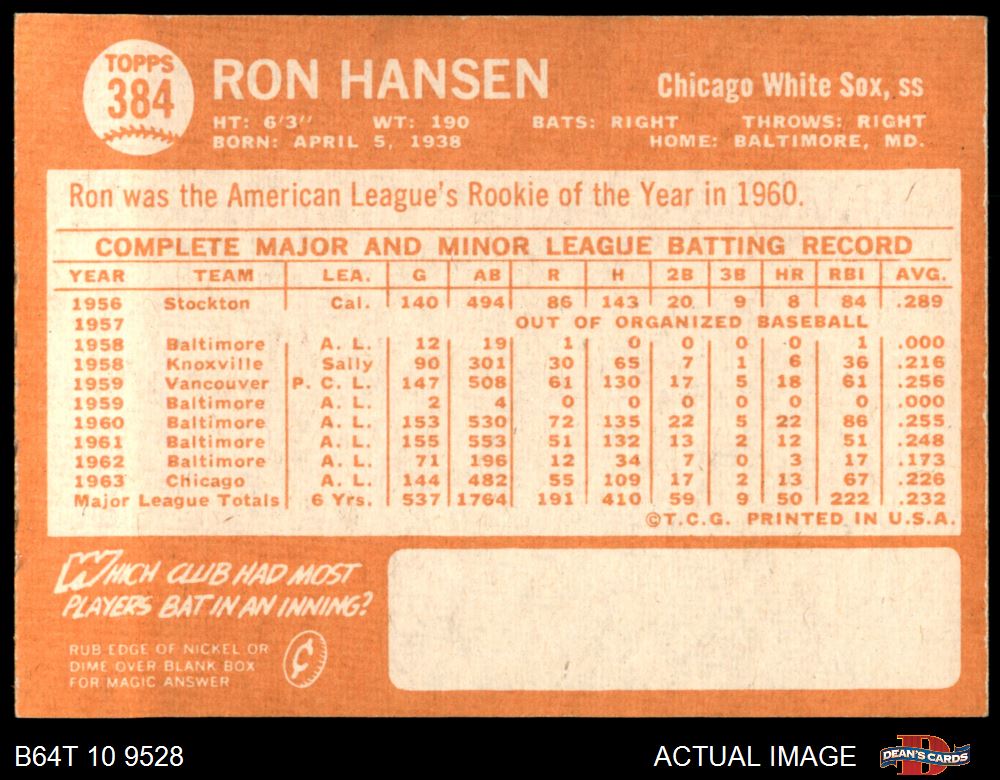 TOPPS
384
RON HANSEN
Chicago White Sox, ss
HT: 6'3" WT: 190 BATS: RIGHT THROWS: RIGHT
BORN: APRIL 5, 1938 HOME: BALTIMORE, MD.
Ron was the American League's Rookie of the Year in 1960.
COMPLETE MAJOR AND MINOR LEAGUE BATTING RECORD
YEAR TEAM LEA. G AB R H 2B 3B HR RBI AVG.
1956 Stockton Cal. 140 494 86 143 20 9 8 84 .289
1957 OUT OF ORGANIZED BASEBALL
1958 Baltimore A. L. 12 19 1 0 0 0 0 1 .000
1958 Knoxville Sally 90 301 30 65 7 1 6 36 .216
1959 Vancouver P. C. L. 147 508 61 130 17 5 18 61 .256
1959 Baltimore A. L. 2 4 0 0 0 0 0 0 .000
1960 Baltimore A. L. 153 530 72 135 22 5 22 86 .255
1961 Baltimore A. L. 155 553 51 132 13 2 12 51 .248
1962 Baltimore A. L. 71 196 12 34 7 0 3 17 .173
1963 Chicago A. L. 144 482 55 109 17 2 13 67 .226
Major League Totals 6 Yrs. 537 1764 191 410 59 9 50 222 .232
©T.C.G. PRINTED IN U.S.A.
WHICH CLUB HAD MOST
PLAYERS BAT IN AN INNING?
RUB EDGE OF NICKEL OR
DIME OVER BLANK BOX
FOR MAGIC ANSWER
¢
B64T 10 9528
ACTUAL IMAGE
D
DEAN'S CARDS